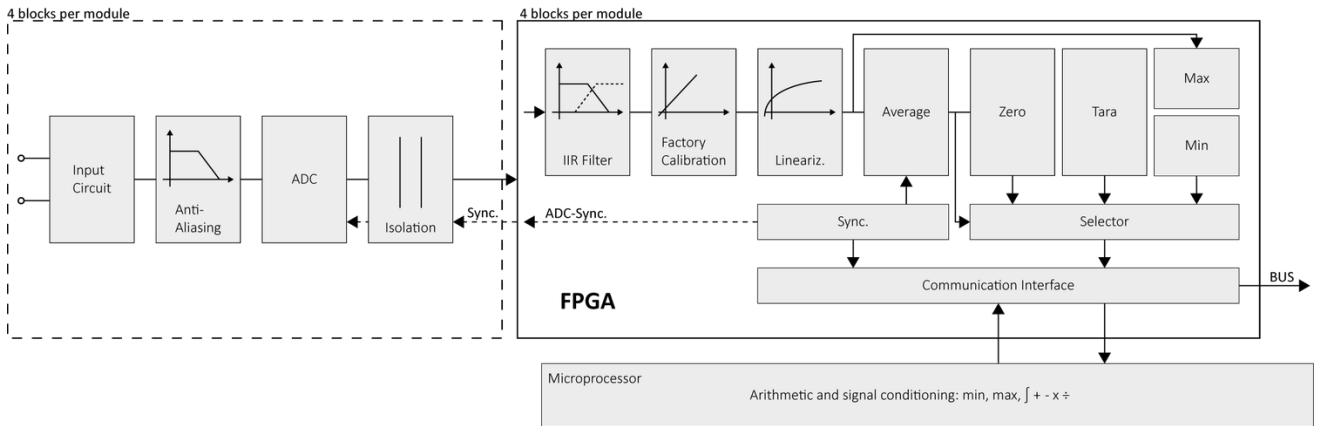 4 blocks per module
4 blocks per module
Input
Circuit
Anti-
Aliasing
ADC
Isolation
Sync.
ADC-Sync.
IIR Filter
Factory
Calibration
Lineariz.
Average
Zero
Tara
Max
Min
Sync.
Selector
Communication Interface
BUS
FPGA
Microprocessor
Arithmetic and signal conditioning: min, max, ∫ + - x ÷